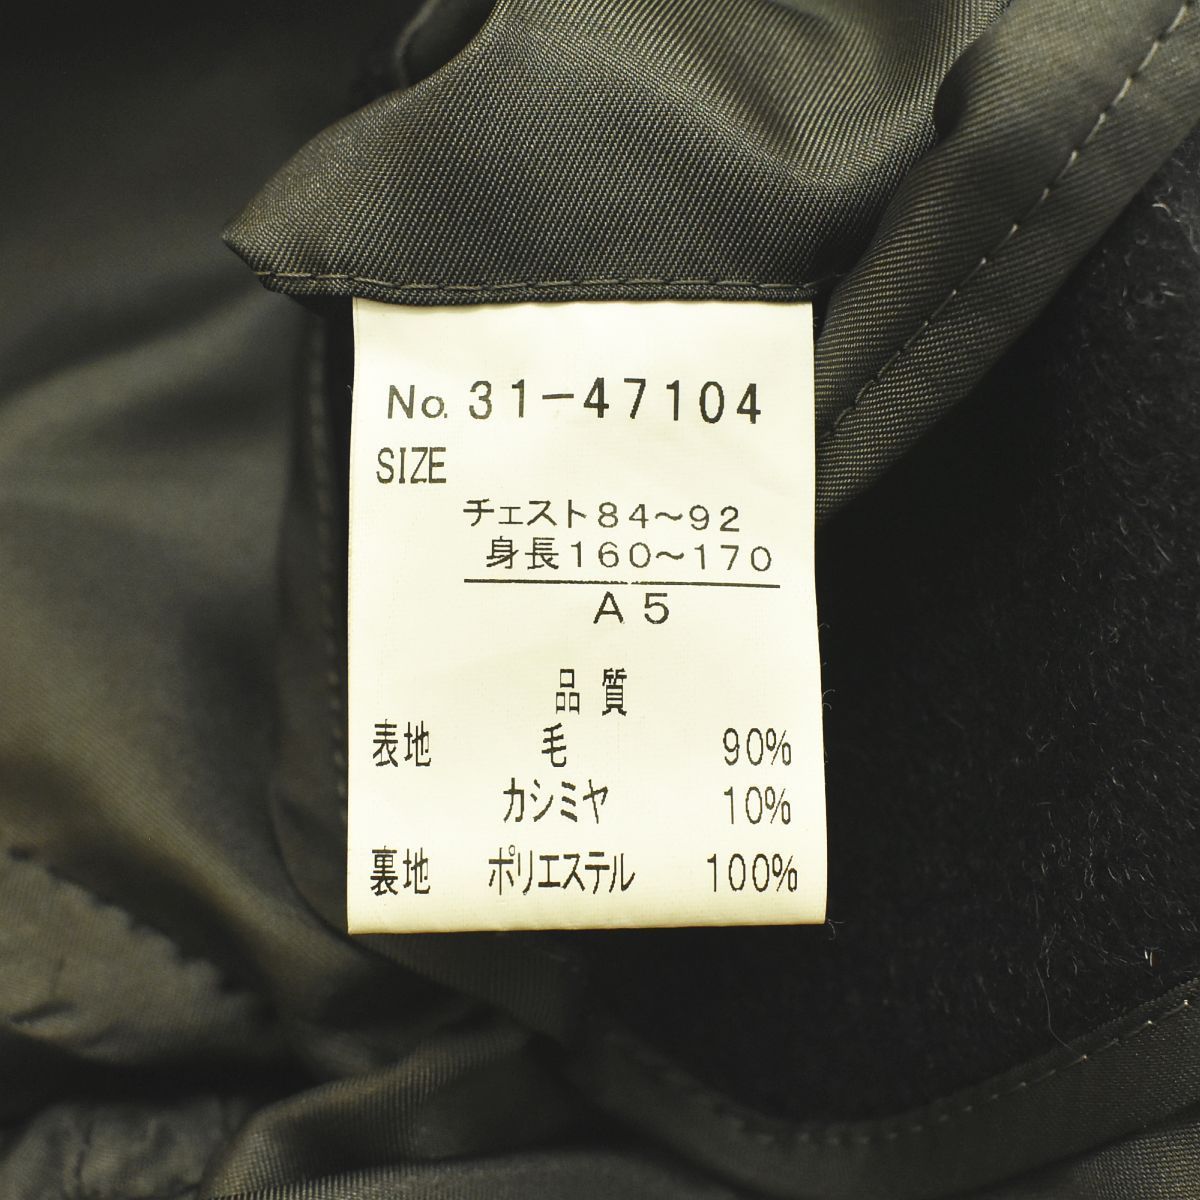 No. 31-47104
SIZE
チェスト84～92
身長160～170
A5
品質
表地 毛 90%
カシミヤ 10%
裏地 ポリエステル 100%